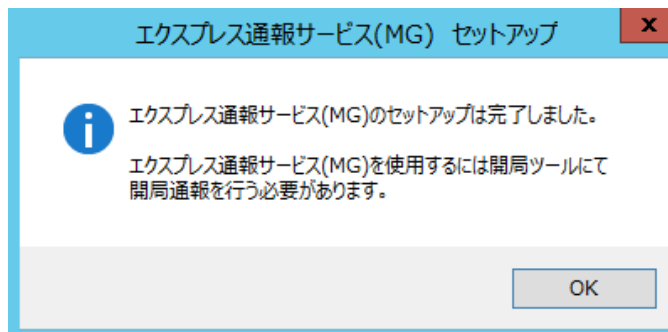 エクスプレス通報サービス(MG) セットアップ
x
エクスプレス通報サービス(MG)のセットアップは完了しました。
エクスプレス通報サービス(MG)を使用するには開局ツールにて
開局通報を行う必要があります。
OK